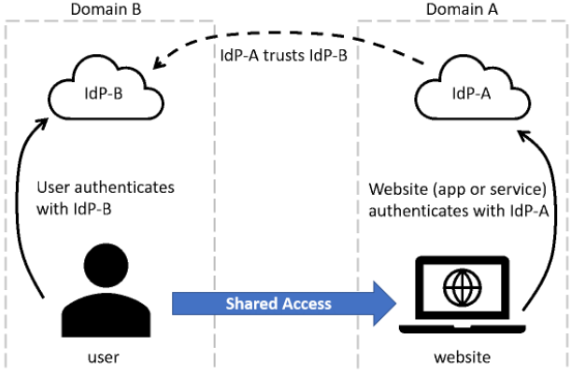 Domain B
Domain A
IdP-A trusts IdP-B
IdP-B
IdP-A
User authenticates
with IdP-B
Website (app or service)
authenticates with IdP-A
Shared Access
user
website